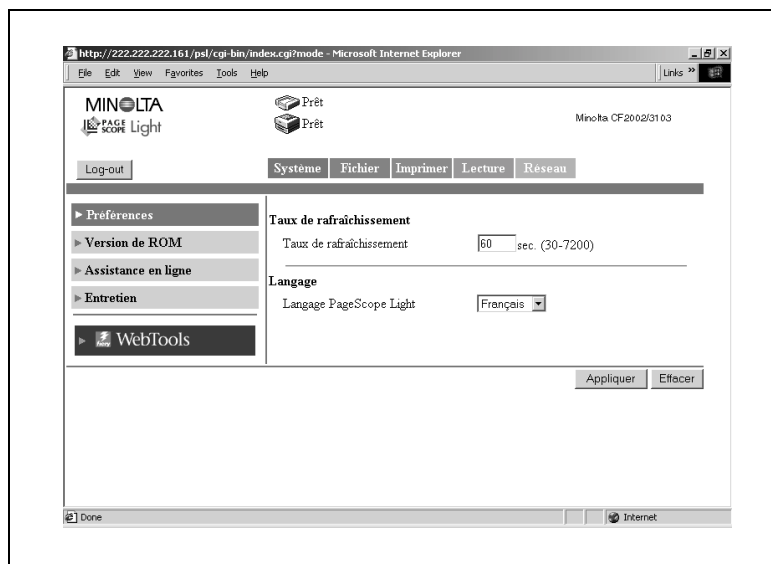 http://222.222.222.161/psl/cgi-bin/index.cgi?mode - Microsoft Internet Explorer
File Edit View Favorites Tools Help
Links »
MINOLTA
PAGE SCOPE Light
Prêt
Prêt
Minolta CF2002/3103
Log-out
Système Fichier Imprimer Lecture Réseau
Préférences
Version de ROM
Assistance en ligne
Entretien
WebTools
Taux de rafraîchissement
Taux de rafraîchissement 60 sec. (30-7200)
Langage
Langage PageScope Light Français
Appliquer Effacer
Done
Internet